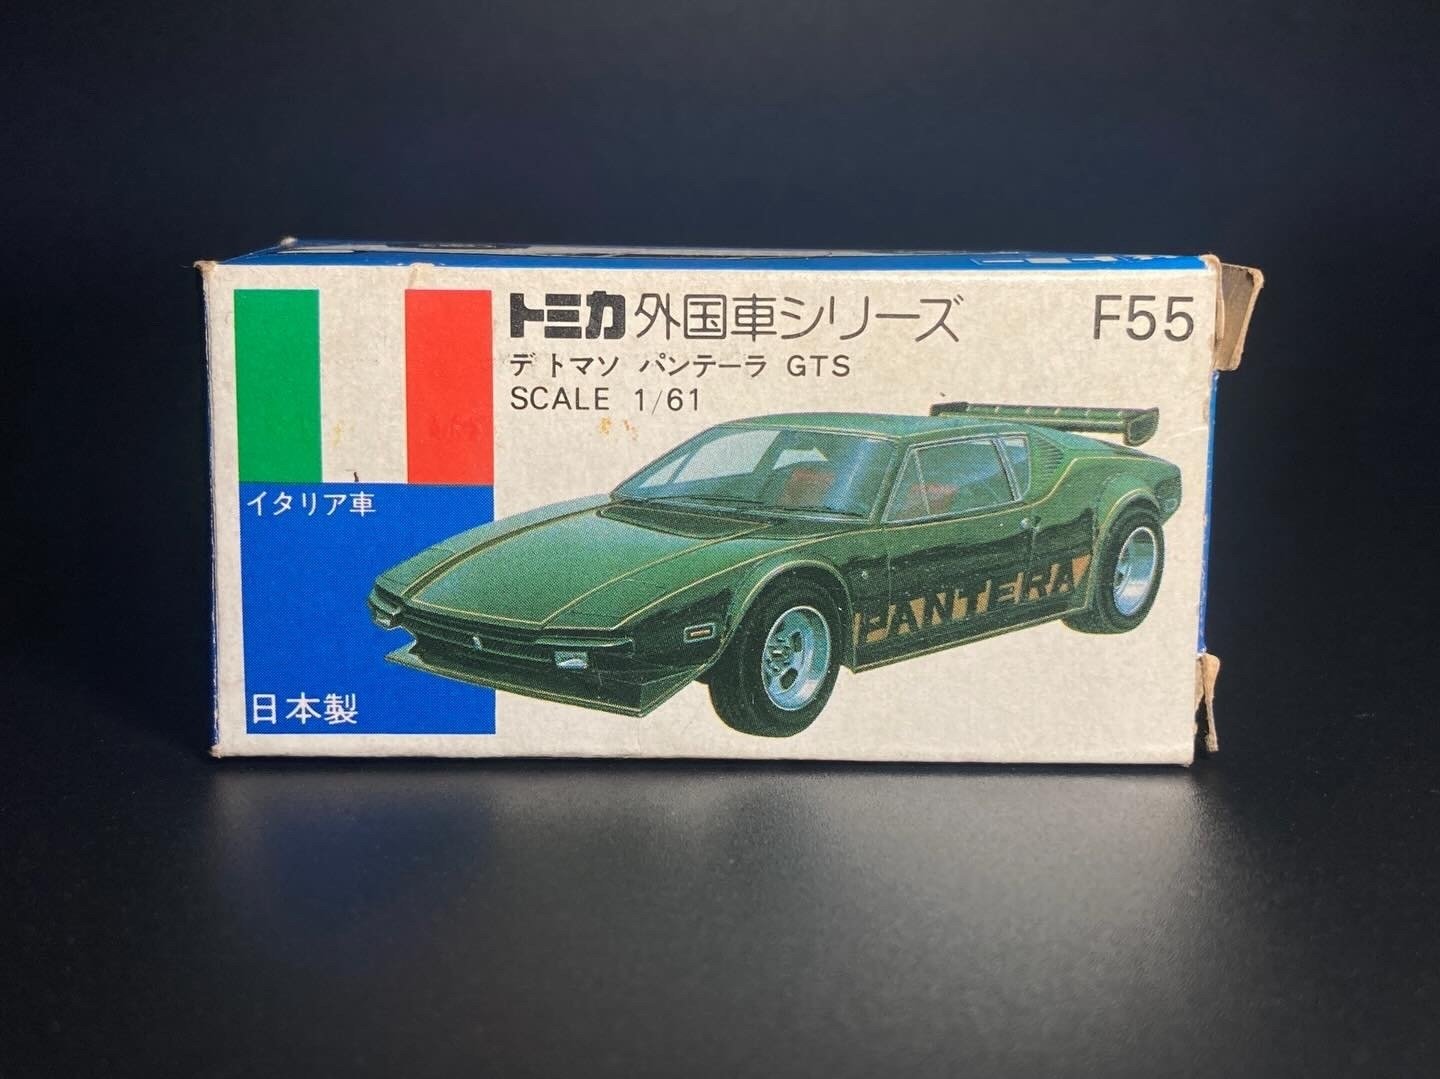 トミカ外国車シリーズ F55
デ トマソ パンテーラ GTS
SCALE 1/61
イタリア車
PANTERA
日本製